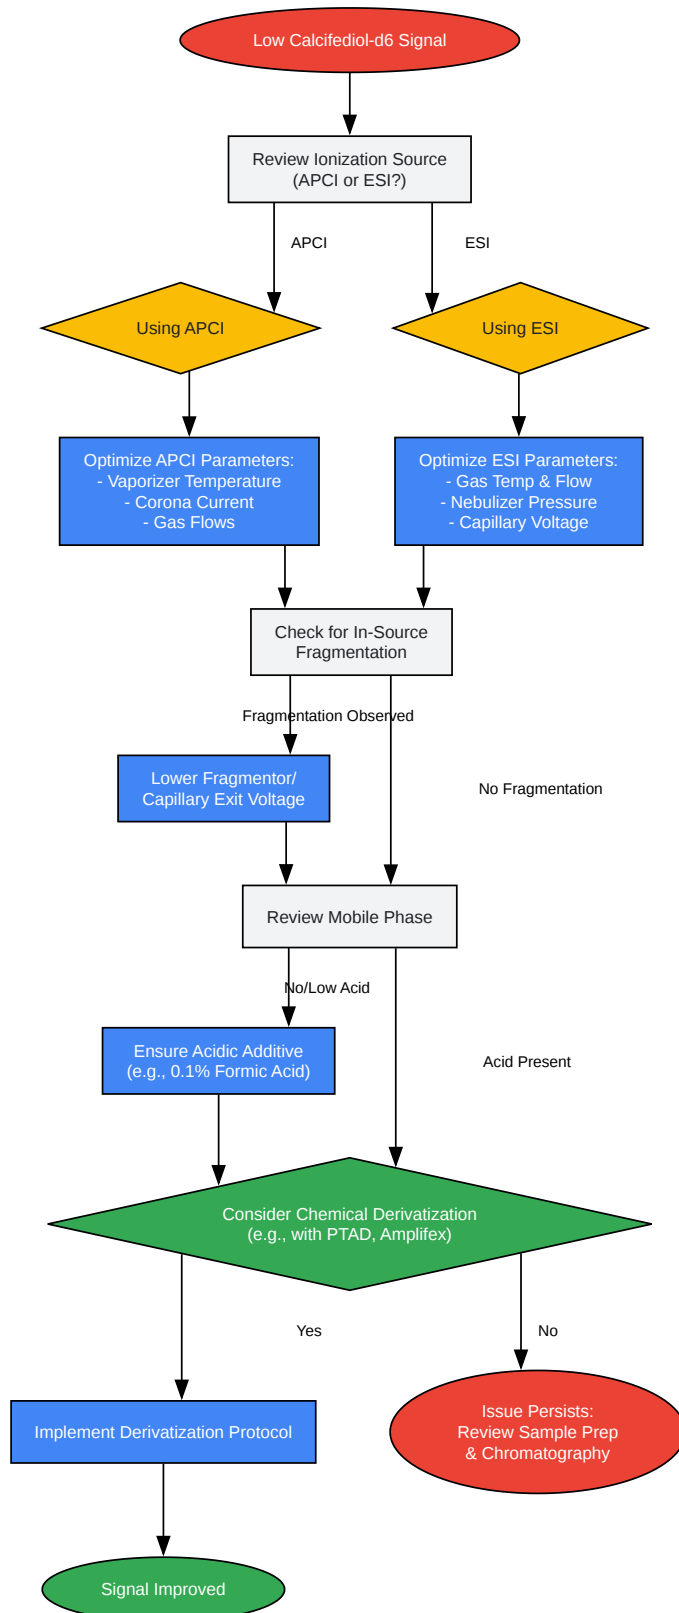 Low Calcifediol-d6 Signal
Review Ionization Source
(APCI or ESI?)
APCI
ESI
Using APCI
Using ESI
Optimize APCI Parameters:
- Vaporizer Temperature
- Corona Current
- Gas Flows
Optimize ESI Parameters:
- Gas Temp & Flow
- Nebulizer Pressure
- Capillary Voltage
Check for In-Source
Fragmentation
Fragmentation Observed
Lower Fragmentor/
Capillary Exit Voltage
No Fragmentation
Review Mobile Phase
No/Low Acid
Ensure Acidic Additive
(e.g., 0.1% Formic Acid)
Acid Present
Consider Chemical Derivatization
(e.g., with PTAD, Amplifex)
Yes
No
Implement Derivatization Protocol
Issue Persists:
Review Sample Prep
& Chromatography
Signal Improved